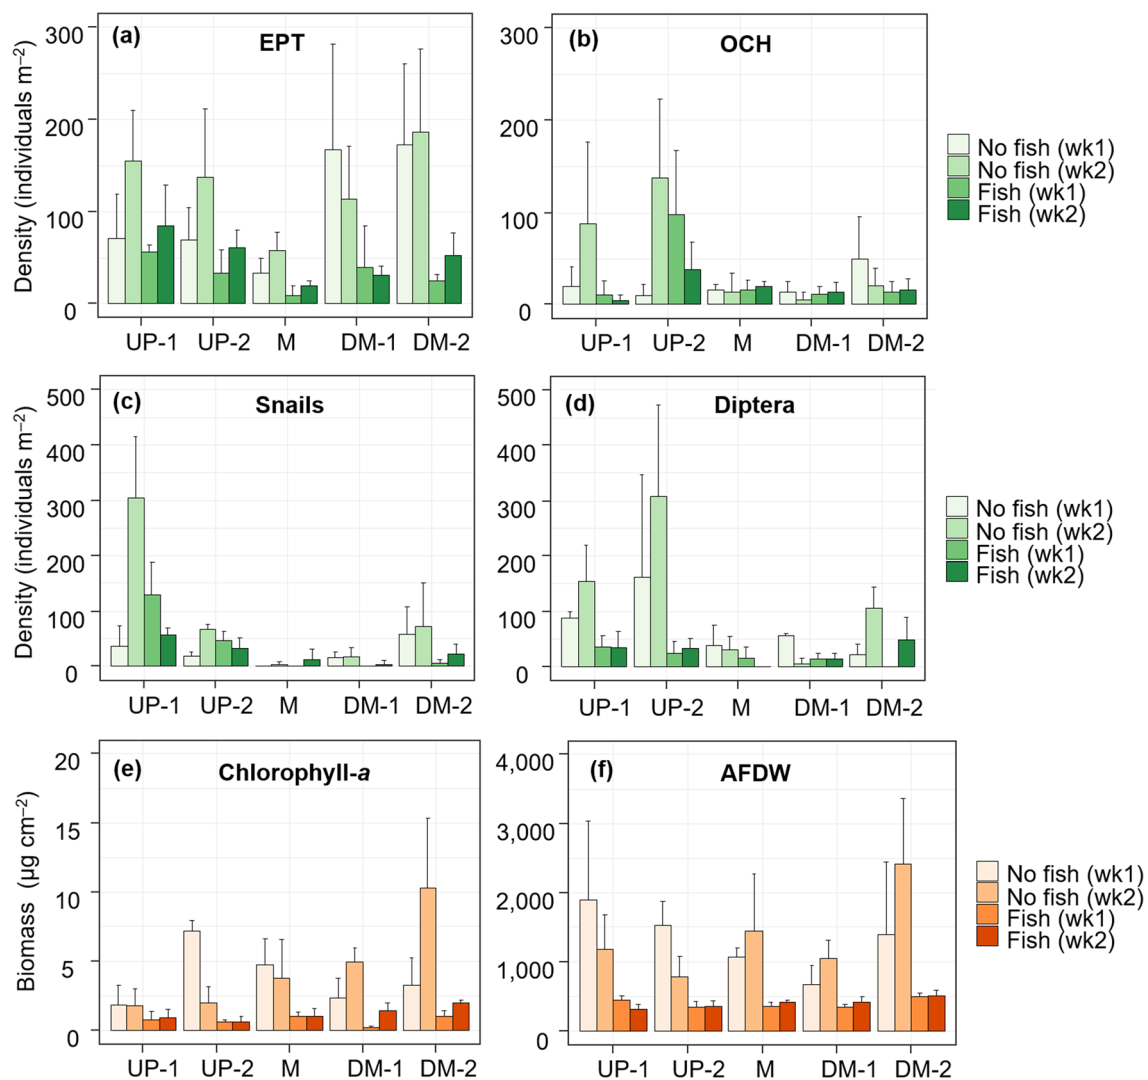 (a) EPT
Density (individuals m⁻²)
300
200
100
0
UP-1 UP-2 M DM-1 DM-2
(b) OCH
300
200
100
0
UP-1 UP-2 M DM-1 DM-2
No fish (wk1)
No fish (wk2)
Fish (wk1)
Fish (wk2)
(c) Snails
Density (individuals m⁻²)
500
400
300
200
100
0
UP-1 UP-2 M DM-1 DM-2
(d) Diptera
500
400
300
200
100
0
UP-1 UP-2 M DM-1 DM-2
No fish (wk1)
No fish (wk2)
Fish (wk1)
Fish (wk2)
(e) Chlorophyll-a
Biomass (µg cm⁻²)
20
15
10
5
0
UP-1 UP-2 M DM-1 DM-2
(f) AFDW
4,000
3,000
2,000
1,000
0
UP-1 UP-2 M DM-1 DM-2
No fish (wk1)
No fish (wk2)
Fish (wk1)
Fish (wk2)